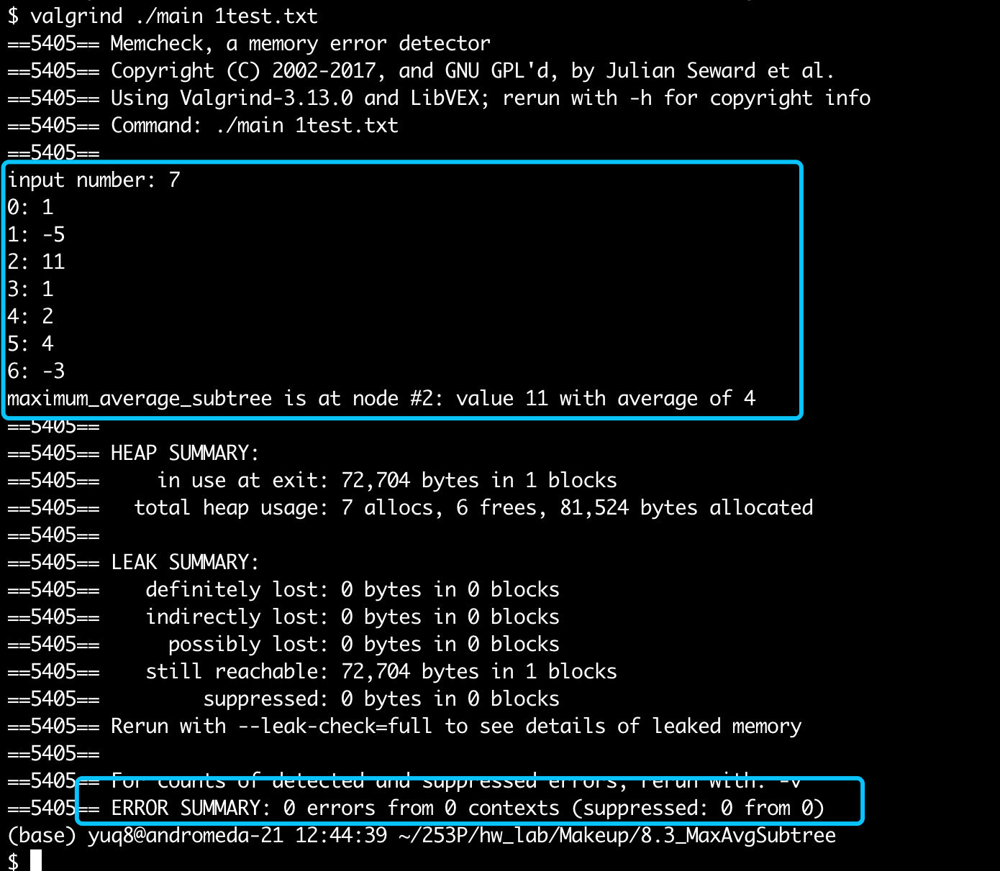 $ valgrind ./main 1test.txt
==5405== Memcheck, a memory error detector
==5405== Copyright (C) 2002-2017, and GNU GPL'd, by Julian Seward et al.
==5405== Using Valgrind-3.13.0 and LibVEX; rerun with -h for copyright info
==5405== Command: ./main 1test.txt
==5405==
input number: 7
0: 1
1: -5
2: 11
3: 1
4: 2
5: 4
6: -3
maximum_average_subtree is at node #2: value 11 with average of 4
==5405==
==5405== HEAP SUMMARY:
==5405==     in use at exit: 72,704 bytes in 1 blocks
==5405==   total heap usage: 7 allocs, 6 frees, 81,524 bytes allocated
==5405==
==5405== LEAK SUMMARY:
==5405==    definitely lost: 0 bytes in 0 blocks
==5405==    indirectly lost: 0 bytes in 0 blocks
==5405==      possibly lost: 0 bytes in 0 blocks
==5405==    still reachable: 72,704 bytes in 1 blocks
==5405==         suppressed: 0 bytes in 0 blocks
==5405== Rerun with --leak-check=full to see details of leaked memory
==5405==
==5405== For counts of detected and suppressed errors, rerun with: -v
==5405== ERROR SUMMARY: 0 errors from 0 contexts (suppressed: 0 from 0)
(base) yuq8@andromeda-21 12:44:39 ~/253P/hw_lab/Makeup/8.3_MaxAvgSubtree
$